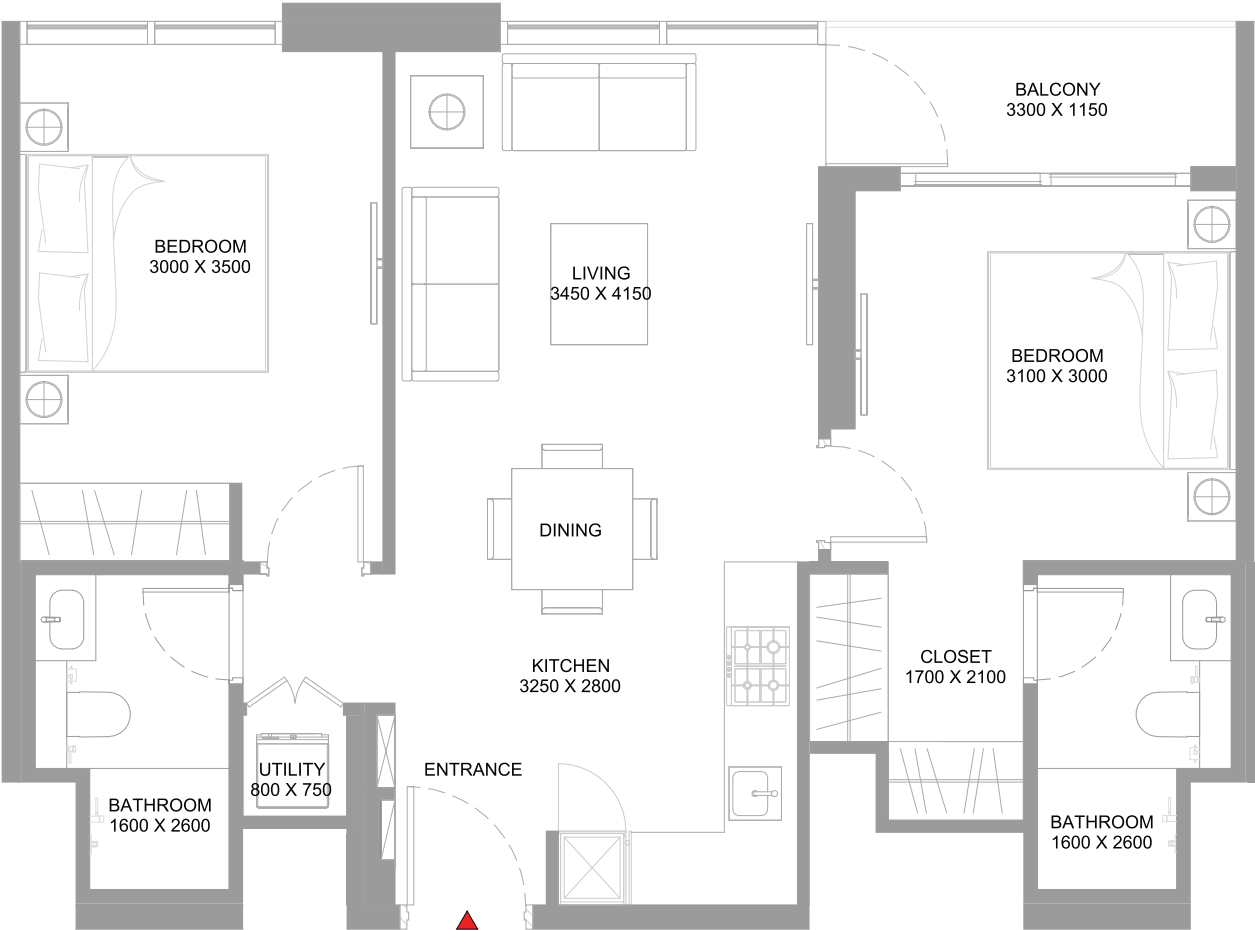 BALCONY
3300 X 1150
BEDROOM
3000 X 3500
LIVING
3450 X 4150
BEDROOM
3100 X 3000
DINING
KITCHEN
3250 X 2800
CLOSET
1700 X 2100
ENTRANCE
UTILITY
800 X 750
BATHROOM
1600 X 2600
BATHROOM
1600 X 2600